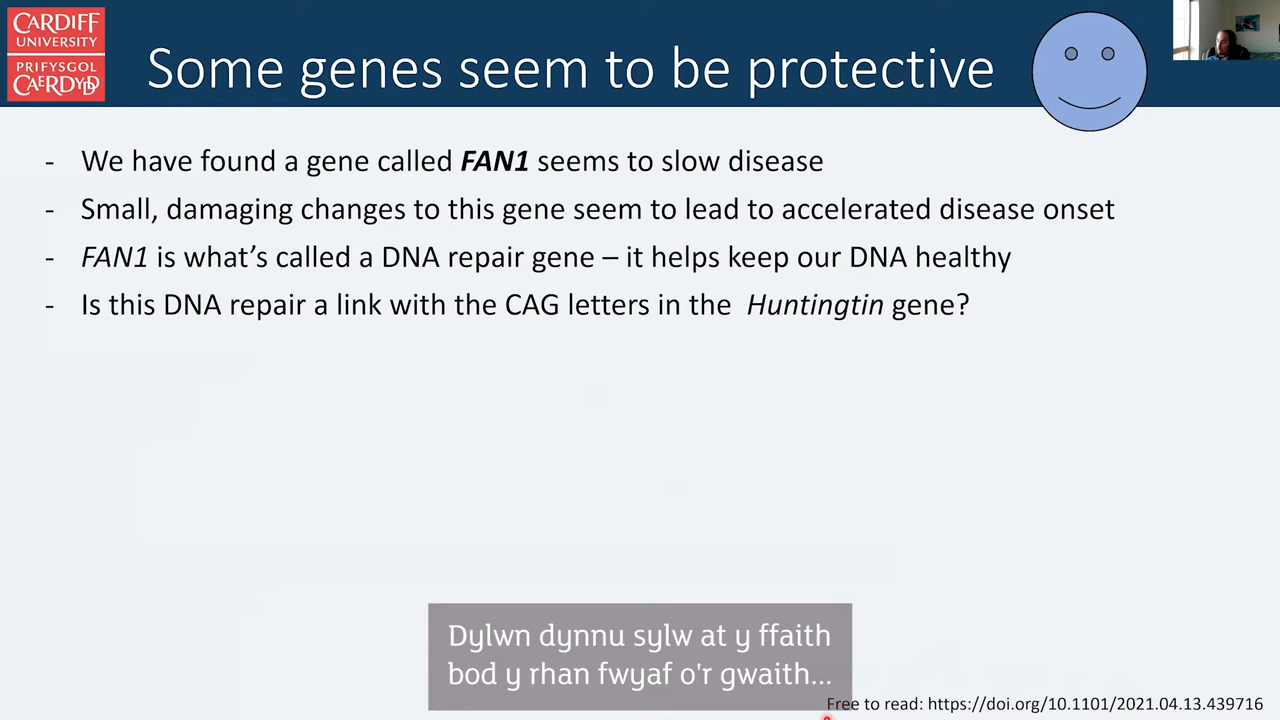 CARDIFF
UNIVERSITY
PRIFYSGOL
CAERDYDD
Some genes seem to be protective
- We have found a gene called FAN1 seems to slow disease
- Small, damaging changes to this gene seem to lead to accelerated disease onset
- FAN1 is what’s called a DNA repair gene – it helps keep our DNA healthy
- Is this DNA repair a link with the CAG letters in the Huntingtin gene?
Dylwn dynnu sylw at y ffaith
bod y rhan fwyaf o'r gwaith...
Free to read: https://doi.org/10.1101/2021.04.13.439716